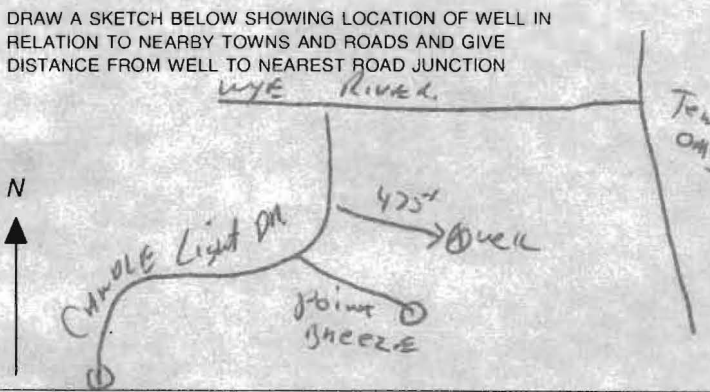 DRAW A SKETCH BELOW SHOWING LOCATION OF WELL IN
RELATION TO NEARBY TOWNS AND ROADS AND GIVE
DISTANCE FROM WELL TO NEAREST ROAD JUNCTION
WYE RIVER
N
475'
WELL
CANDLE Light DR
Point
BREEZE